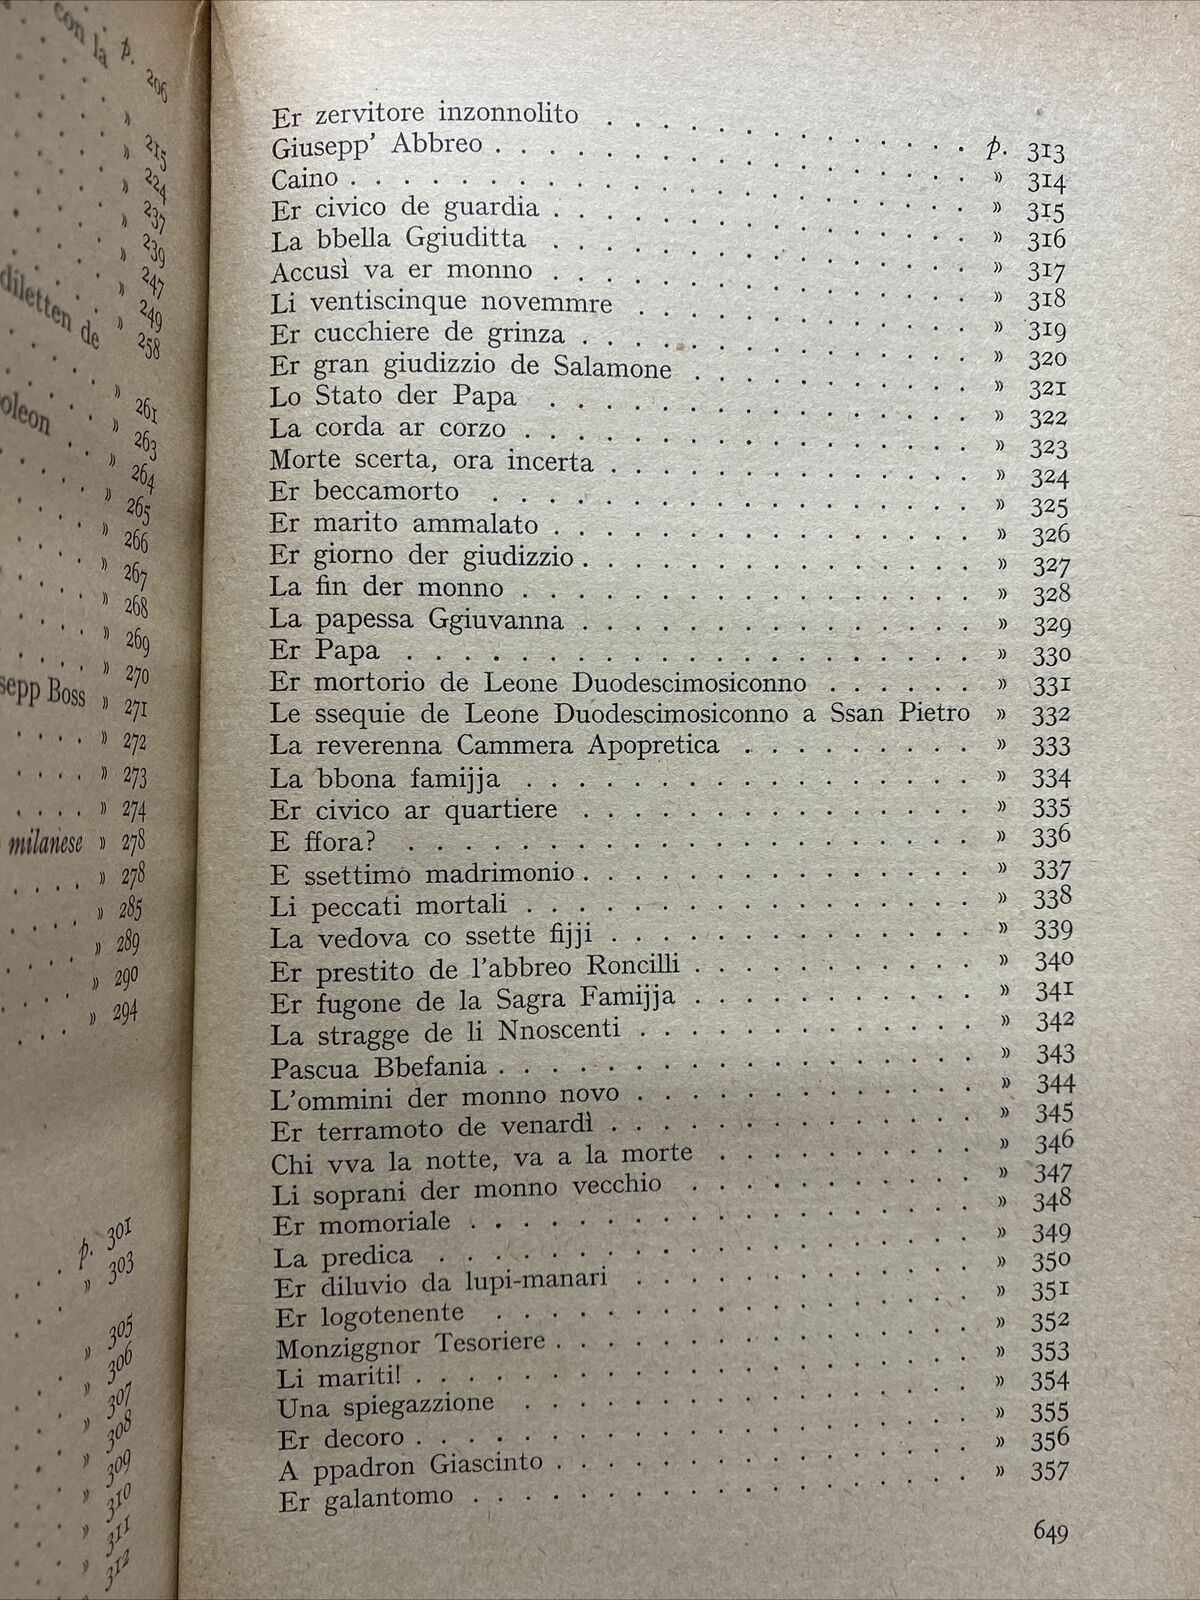 con la p. 206
» 215
» 224
» 237
» 239
» 247
» 249
diletten de » 258
» 261
oleon » 263
» 264
» 265
» 266
» 267
» 268
» 269
» 270
sepp Boss » 271
» 272
» 273
» 274
milanese » 278
» 278
» 285
» 289
» 290
» 294
p. 301
» 303
» 305
» 306
» 307
» 308
» 309
» 310
» 311
» 312
Er zervitore inzonnolito . . . . . . . . . . . p. 313
Giusepp' Abbreo . . . . . . . . . . . » 314
Caino . . . . . . . . . . . » 315
Er civico de guardia . . . . . . . . . . . » 316
La bbella Ggiuditta . . . . . . . . . . . » 317
Accusì va er monno . . . . . . . . . . . » 318
Li ventiscinque novemmre . . . . . . . . . . . » 319
Er cucchiere de grinza . . . . . . . . . . . » 320
Er gran giudizzio de Salamone . . . . . . . . . . . » 321
Lo Stato der Papa . . . . . . . . . . . » 322
La corda ar corzo . . . . . . . . . . . » 323
Morte scerta, ora incerta . . . . . . . . . . . » 324
Er beccamorto . . . . . . . . . . . » 325
Er marito ammalato . . . . . . . . . . . » 326
Er giorno der giudizzio . . . . . . . . . . . » 327
La fin der monno . . . . . . . . . . . » 328
La papessa Ggiuvanna . . . . . . . . . . . » 329
Er Papa . . . . . . . . . . . » 330
Er mortorio de Leone Duodescimosiconno . . . . . » 331
Le ssequie de Leone Duodescimosiconno a Ssan Pietro » 332
La reverenna Cammera Apopretica . . . . . . . . . » 333
La bbona famijja . . . . . . . . . . . » 334
Er civico ar quartiere . . . . . . . . . . . » 335
E ffora? . . . . . . . . . . . » 336
E ssettimo madrimonio . . . . . . . . . . . » 337
Li peccati mortali . . . . . . . . . . . » 338
La vedova co ssette fijji . . . . . . . . . . . » 339
Er prestito de l'abbreo Roncilli . . . . . . . . . . » 340
Er fugone de la Sagra Famijja . . . . . . . . . . » 341
La stragge de li Nnoscenti . . . . . . . . . . . » 342
Pascua Bbefania . . . . . . . . . . . » 343
L'ommini der monno novo . . . . . . . . . . . » 344
Er terramoto de venardì . . . . . . . . . . . » 345
Chi vva la notte, va a la morte . . . . . . . . . . » 346
Li soprani der monno vecchio . . . . . . . . . . » 347
Er momoriale . . . . . . . . . . . » 348
La predica . . . . . . . . . . . » 349
Er diluvio da lupi-manari . . . . . . . . . . . » 350
Er logotenente . . . . . . . . . . . » 351
Monziggnor Tesoriere . . . . . . . . . . . » 352
Li mariti! . . . . . . . . . . . » 353
Una spiegazzione . . . . . . . . . . . » 354
Er decoro . . . . . . . . . . . » 355
A ppadron Giascinto . . . . . . . . . . . » 356
Er galantomo . . . . . . . . . . . » 357
649